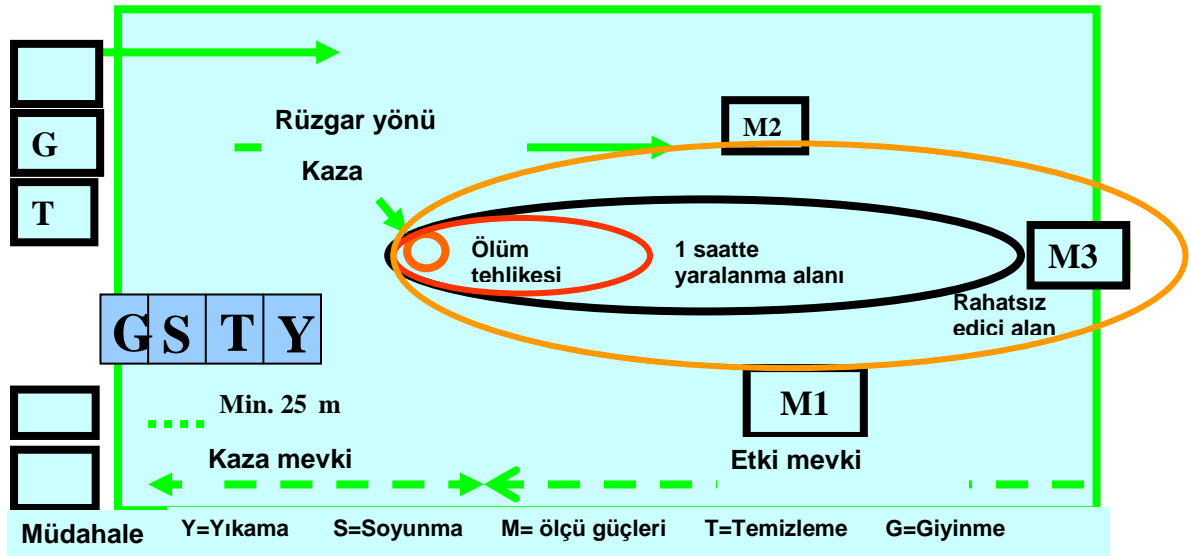 G
T
Rüzgar yönü
Kaza
M2
Ölüm
tehlikesi
1 saatte
yaralanma alanı
M3
Rahatsız
edici alan
G S T Y
Min. 25 m
M1
Kaza mevki
Etki mevki
Müdahale Y=Yıkama S=Soyunma M= ölçü güçleri T=Temizleme G=Giyinme